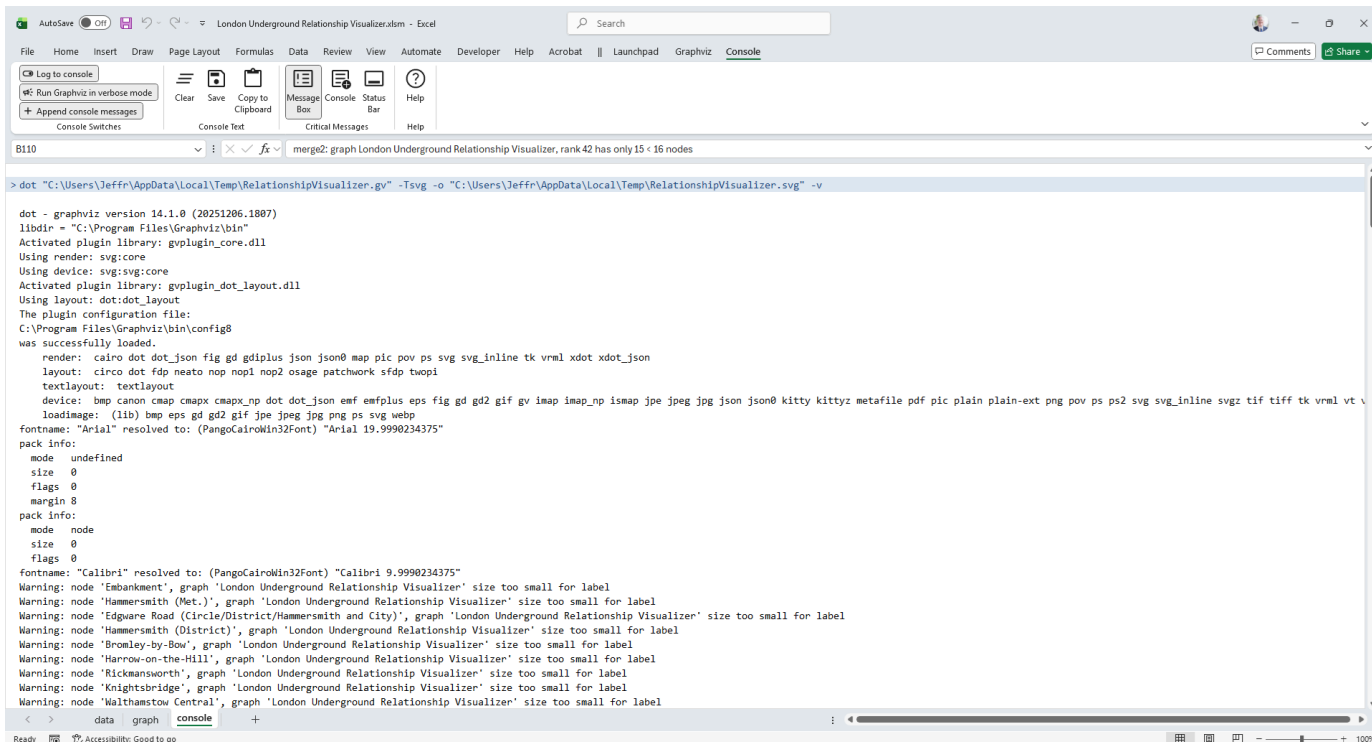 AutoSave Off London Underground Relationship Visualizer.xlsm - Excel Search
File Home Insert Draw Page Layout Formulas Data Review View Automate Developer Help Acrobat || Launchpad Graphviz Console Comments Share
Log to console
Run Graphviz in verbose mode
+ Append console messages
Clear Save Copy to Clipboard Message Box Console Status Bar Help
Console Switches Console Text Critical Messages Help
B110 fx merge2: graph London Underground Relationship Visualizer, rank 42 has only 15 < 16 nodes
> dot "C:\Users\Jeffr\AppData\Local\Temp\RelationshipVisualizer.gv" -Tsvg -o "C:\Users\Jeffr\AppData\Local\Temp\RelationshipVisualizer.svg" -v
dot - graphviz version 14.1.0 (20251206.1807)
libdir = "C:\Program Files\Graphviz\bin"
Activated plugin library: gvplugin_core.dll
Using render: svg:core
Using device: svg:svg:core
Activated plugin library: gvplugin_dot_layout.dll
Using layout: dot:dot_layout
The plugin configuration file:
C:\Program Files\Graphviz\bin\config8
was successfully loaded.
render: cairo dot dot_json fig gd gdiplus json json0 map pic pov ps svg svg_inline tk vrml xdot xdot_json
layout: circo dot fdp neato nop nop1 nop2 osage patchwork sfdp twopi
textlayout: textlayout
device: bmp canon cmap cmapx cmapx_np dot dot_json emf emfplus eps fig gd gd2 gif gv imap imap_np ismap jpe jpeg jpg json json0 kitty kittyz metafile pdf pic plain plain-ext png pov ps ps2 svg svg_inline svgz tif tiff tk vrml vt
loadimage: (lib) bmp eps gd gd2 gif jpe jpeg jpg png ps svg webp
fontname: "Arial" resolved to: (PangoCairoWin32Font) "Arial 19.9990234375"
pack info:
mode undefined
size 0
flags 0
margin 8
pack info:
mode node
size 0
flags 0
fontname: "Calibri" resolved to: (PangoCairoWin32Font) "Calibri 9.9990234375"
Warning: node 'Embankment', graph 'London Underground Relationship Visualizer' size too small for label
Warning: node 'Hammersmith (Met.)', graph 'London Underground Relationship Visualizer' size too small for label
Warning: node 'Edgware Road (Circle/District/Hammersmith and City)', graph 'London Underground Relationship Visualizer' size too small for label
Warning: node 'Hammersmith (District)', graph 'London Underground Relationship Visualizer' size too small for label
Warning: node 'Bromley-by-Bow', graph 'London Underground Relationship Visualizer' size too small for label
Warning: node 'Harrow-on-the-Hill', graph 'London Underground Relationship Visualizer' size too small for label
Warning: node 'Rickmansworth', graph 'London Underground Relationship Visualizer' size too small for label
Warning: node 'Knightsbridge', graph 'London Underground Relationship Visualizer' size too small for label
Warning: node 'Walthamstow Central', graph 'London Underground Relationship Visualizer' size too small for label
data graph console +
Ready Accessibility: Good to go 100%